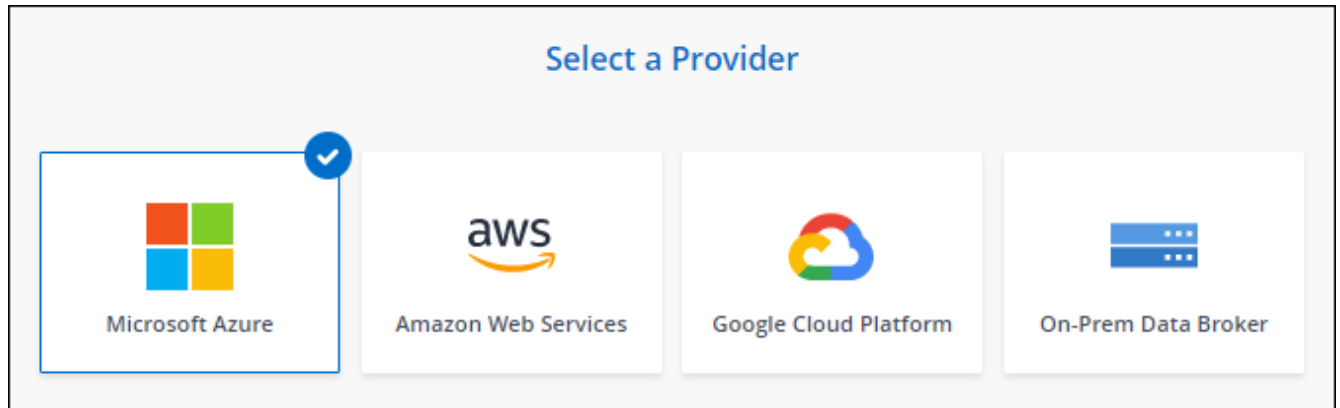 Select a Provider
aws
Microsoft Azure
Amazon Web Services
Google Cloud Platform
On-Prem Data Broker